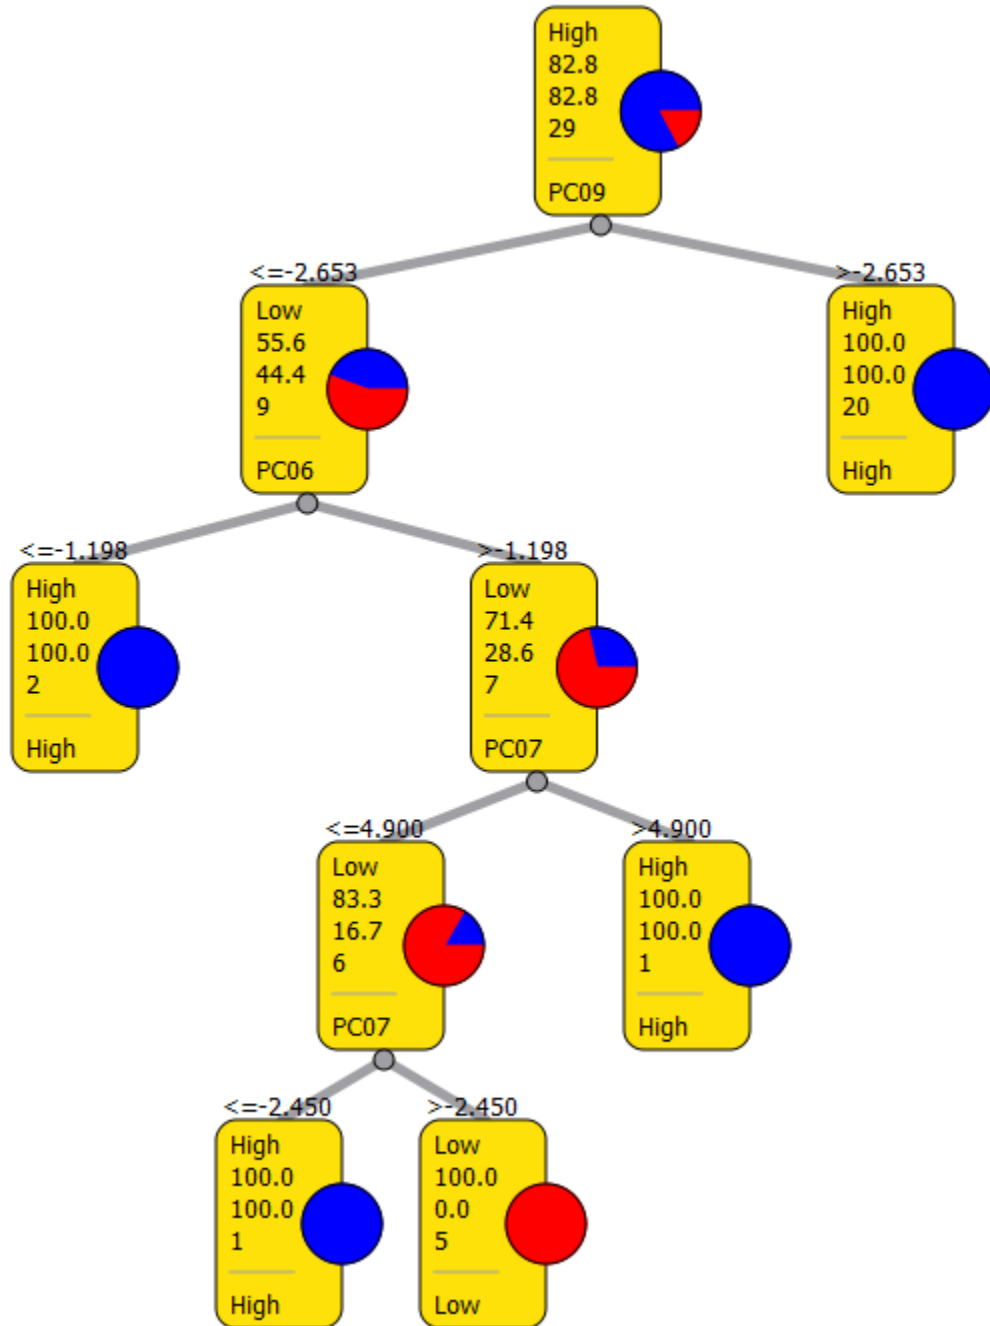 High
82.8
82.8
29
PC09
<=-2.653
>-2.653
Low
55.6
44.4
9
PC06
High
100.0
100.0
20
High
<=-1.198
>-1.198
High
100.0
100.0
2
High
Low
71.4
28.6
7
PC07
<=4.900
>4.900
Low
83.3
16.7
6
PC07
High
100.0
100.0
1
High
<=-2.450
>-2.450
High
100.0
100.0
1
High
Low
100.0
0.0
5
Low